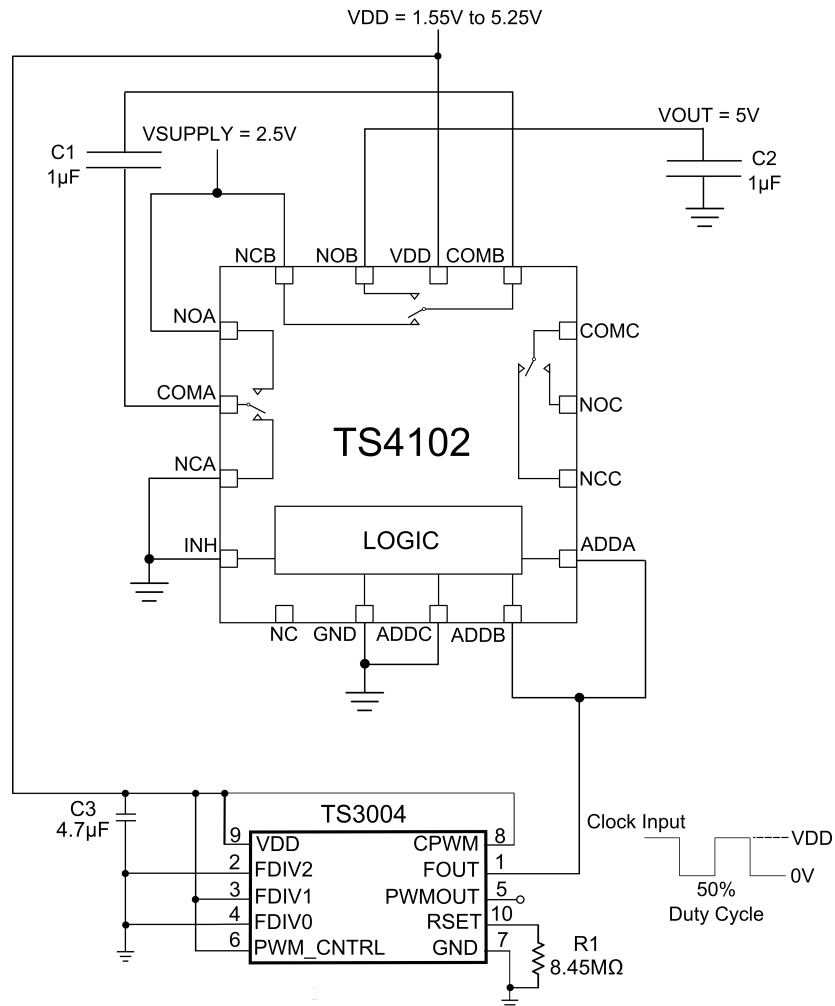 VDD = 1.55V to 5.25V
VSUPPLY = 2.5V
VOUT = 5V
C1
1µF
C2
1µF
NCB
NOB
VDD
COMB
NOA
COMC
COMA
NOC
TS4102
NCA
NCC
INH
LOGIC
ADDA
NC
GND
ADDC
ADDB
C3
4.7µF
TS3004
9
VDD
CPWM
8
2
FDIV2
FOUT
1
3
FDIV1
PWMOUT
5
4
FDIV0
RSET
10
6
PWM_CNTRL
GND
7
R1
8.45MΩ
Clock Input
VDD
0V
50%
Duty Cycle